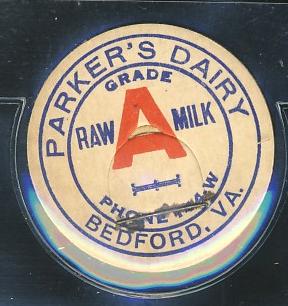 PARKER'S DAIRY
GRADE
A
RAW MILK
PHONE
BEDFORD, VA.